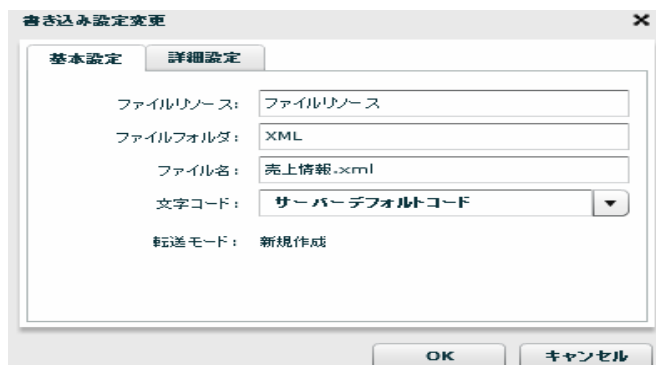 書き込み設定変更
基本設定 詳細設定
ファイルリソース: ファイルリソース
ファイルフォルダ: XML
ファイル名: 売上情報.xml
文字コード: サーバーデフォルトコード
転送モード: 新規作成
OK キャンセル